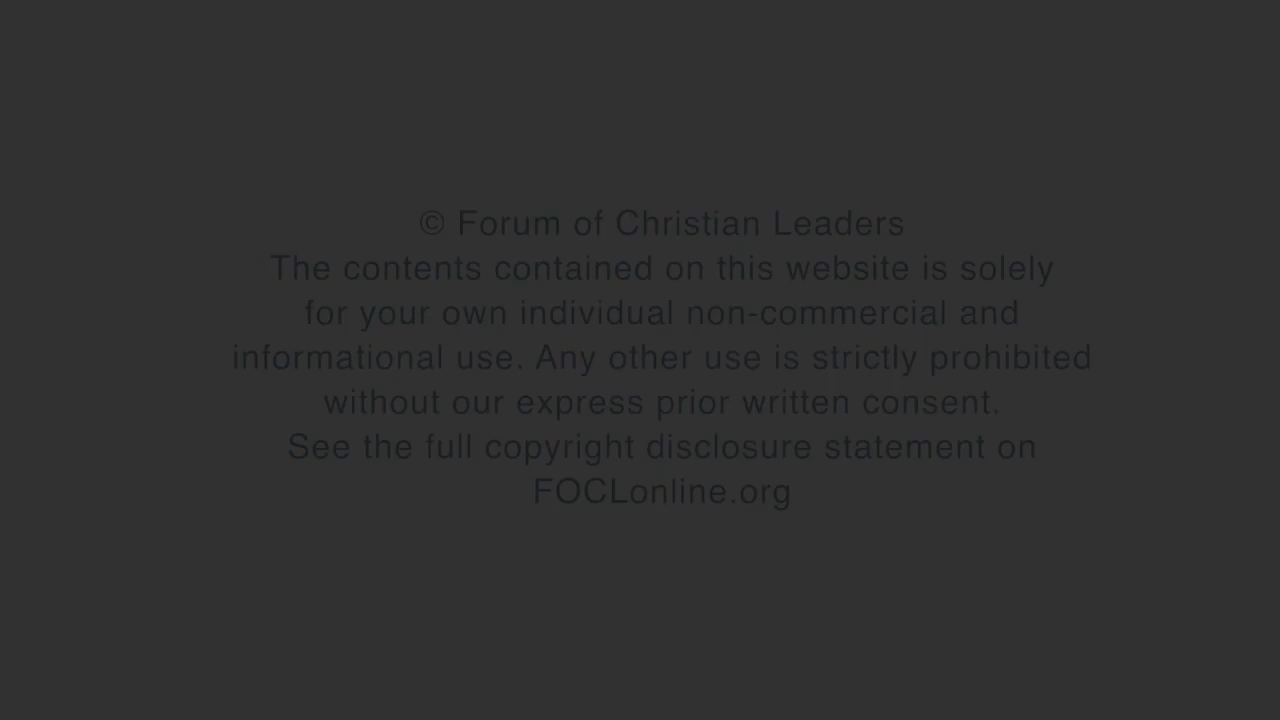 © Forum of Christian Leaders
The contents contained on this website is solely
for your own individual non-commercial and
informational use. Any other use is strictly prohibited
without our express prior written consent.
See the full copyright disclosure statement on
FOCLonline.org